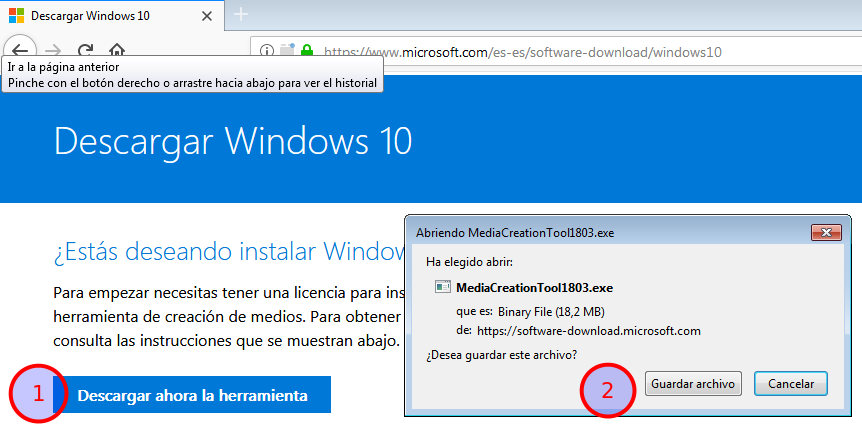 Descargar Windows 10
https://www.microsoft.com/es-es/software-download/windows10
Ir a la página anterior
Pinche con el botón derecho o arrastre hacia abajo para ver el historial
Descargar Windows 10
¿Estás deseando instalar Window
Para empezar necesitas tener una licencia para ins
herramienta de creación de medios. Para obtener
consulta las instrucciones que se muestran abajo.
1
Descargar ahora la herramienta
Abriendo MediaCreationTool1803.exe
Ha elegido abrir:
MediaCreationTool1803.exe
que es: Binary File (18,2 MB)
de: https://software-download.microsoft.com
¿Desea guardar este archivo?
2
Guardar archivo
Cancelar